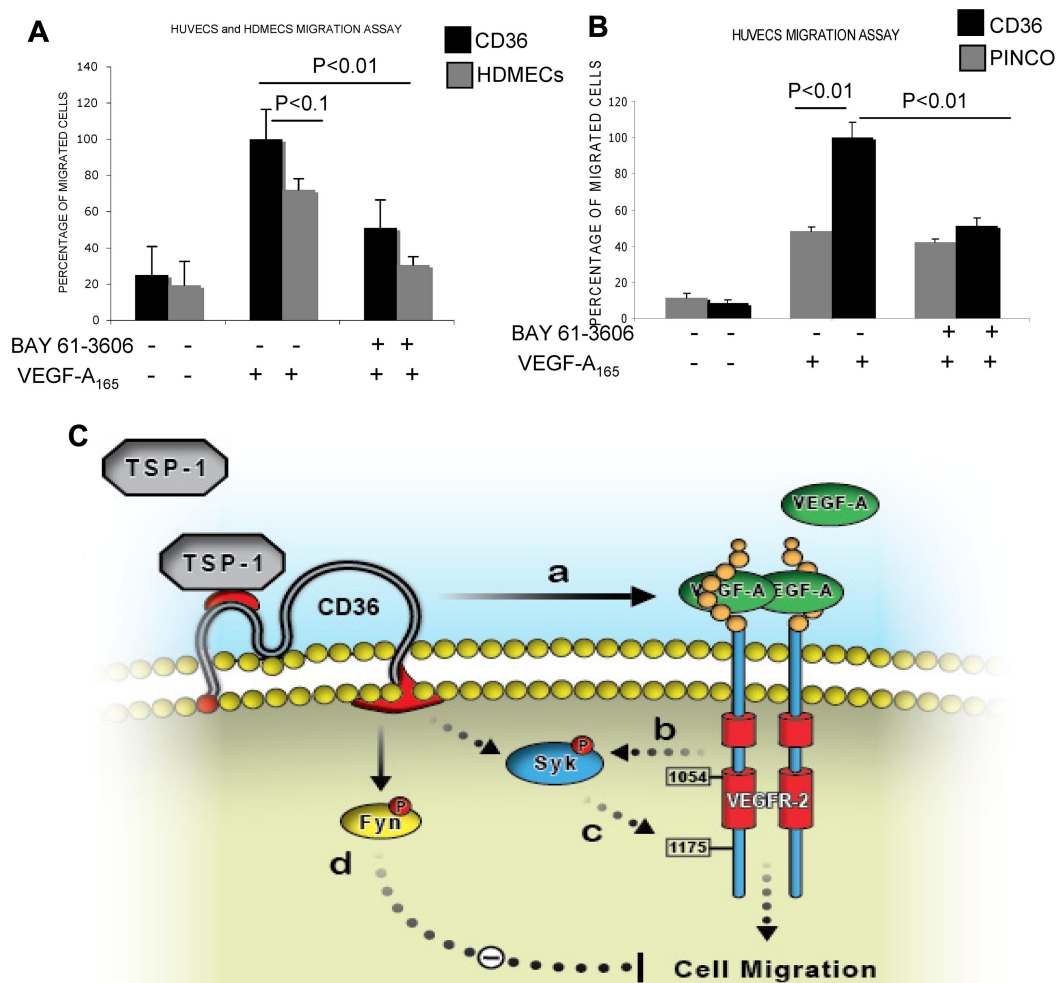 A
HUVECS and HDMECS MIGRATION ASSAY
CD36
HDMECs
PERCENTAGE OF MIGRATED CELLS
140
120
100
80
60
40
20
0
P<0.01
P<0.1
BAY 61-3606 - - - - + +
VEGF-A165 - - + + + +
B
HUVECS MIGRATION ASSAY
CD36
PINCO
PERCENTAGE OF MIGRATED CELLS
120
100
80
60
40
20
0
P<0.01
P<0.01
BAY 61-3606 - - - - + +
VEGF-A165 - - + + + +
C
TSP-1
TSP-1
CD36
a
VEGF-A
VEGF-A
EGF-A
b
Syk
P
1054
VEGFR-2
c
1175
Fyn
P
d
Cell Migration